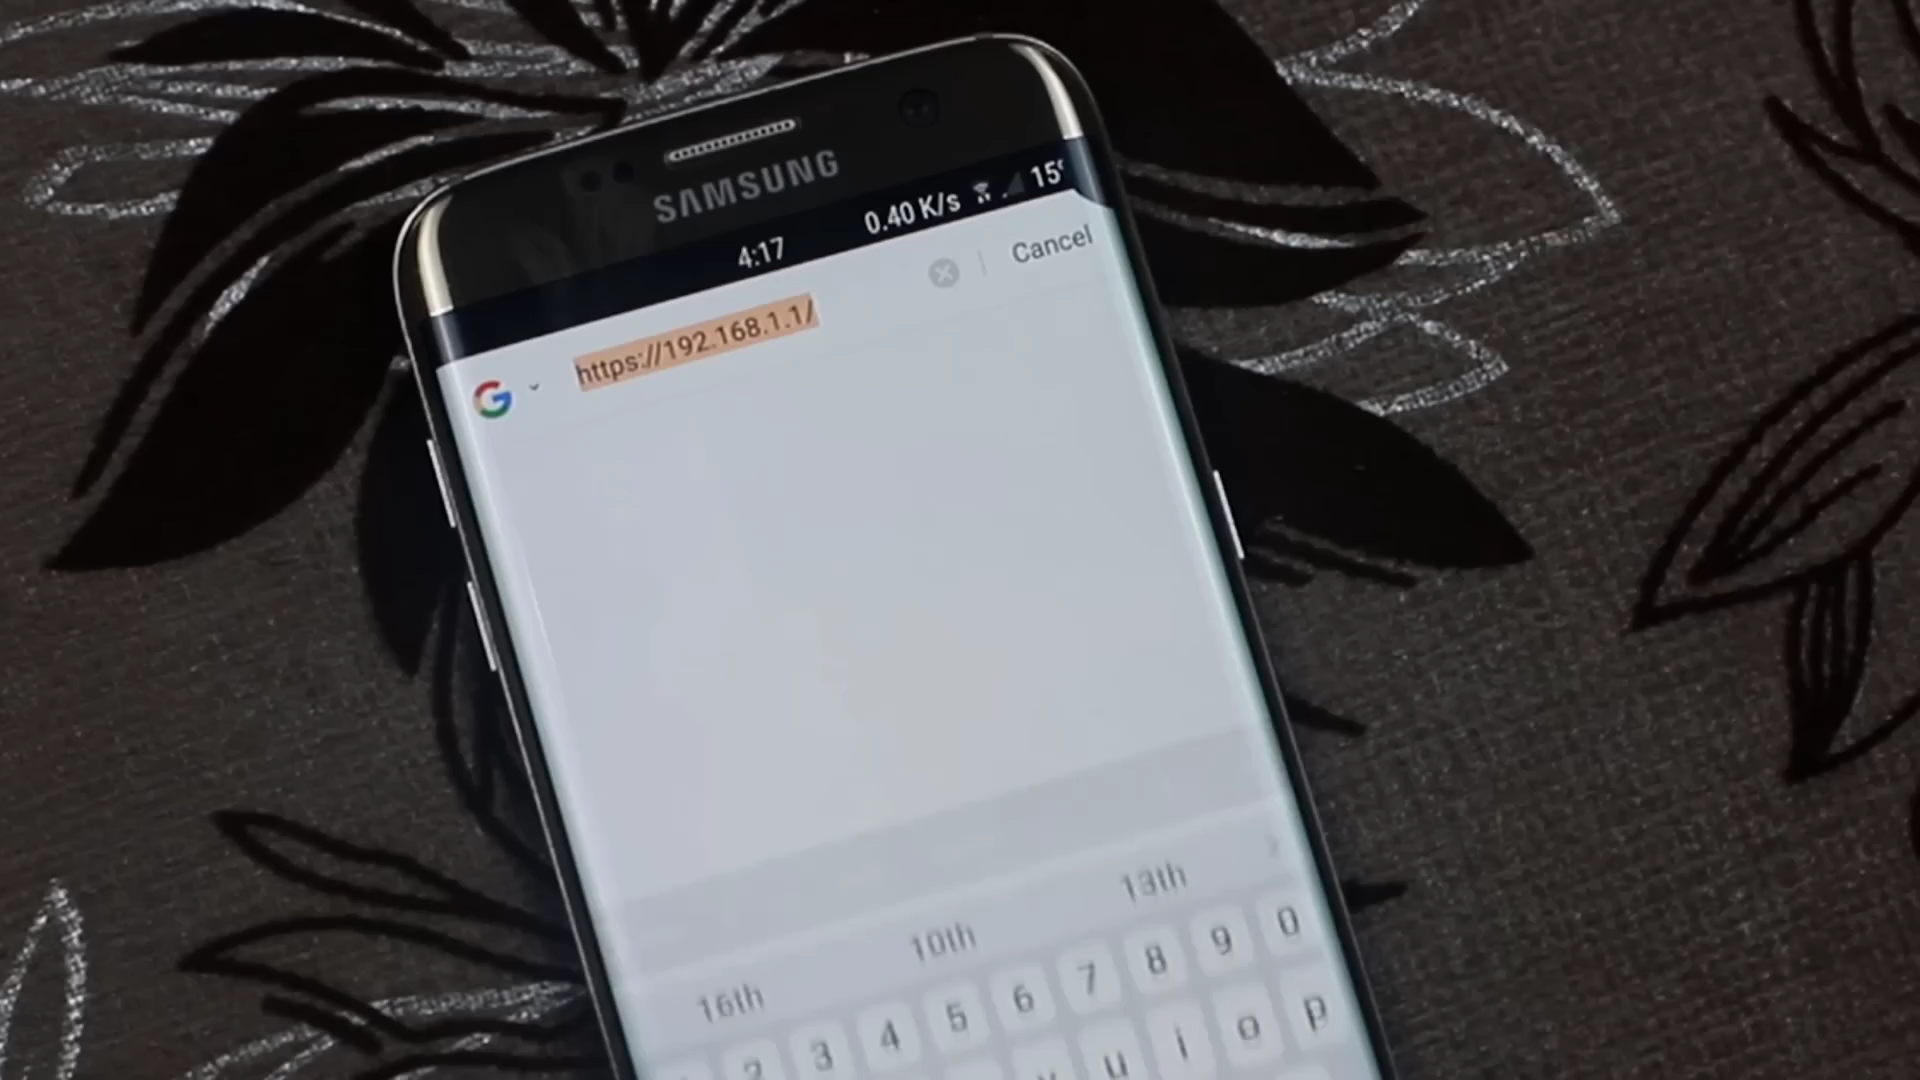 SAMSUNG
4:17 0.40 K/s 15
https://192.168.1.1/ Cancel
16th 10th 13th
2 3 4 5 6 7 8 9 0
y u i o p